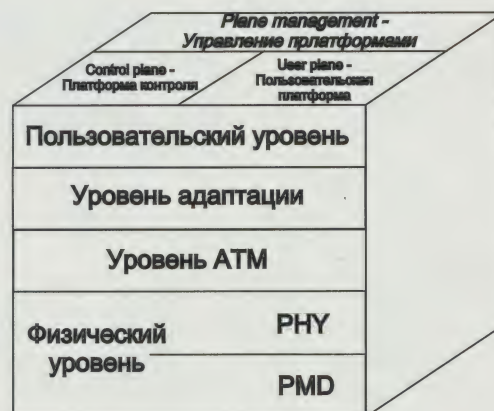 Plane management -
Управление прлатформами
Control plane -
Платформа контроля
User plane -
Пользовательская
платформа
Пользовательский уровень
Уровень адаптации
Уровень ATM
Физический
уровень
PHY
PMD